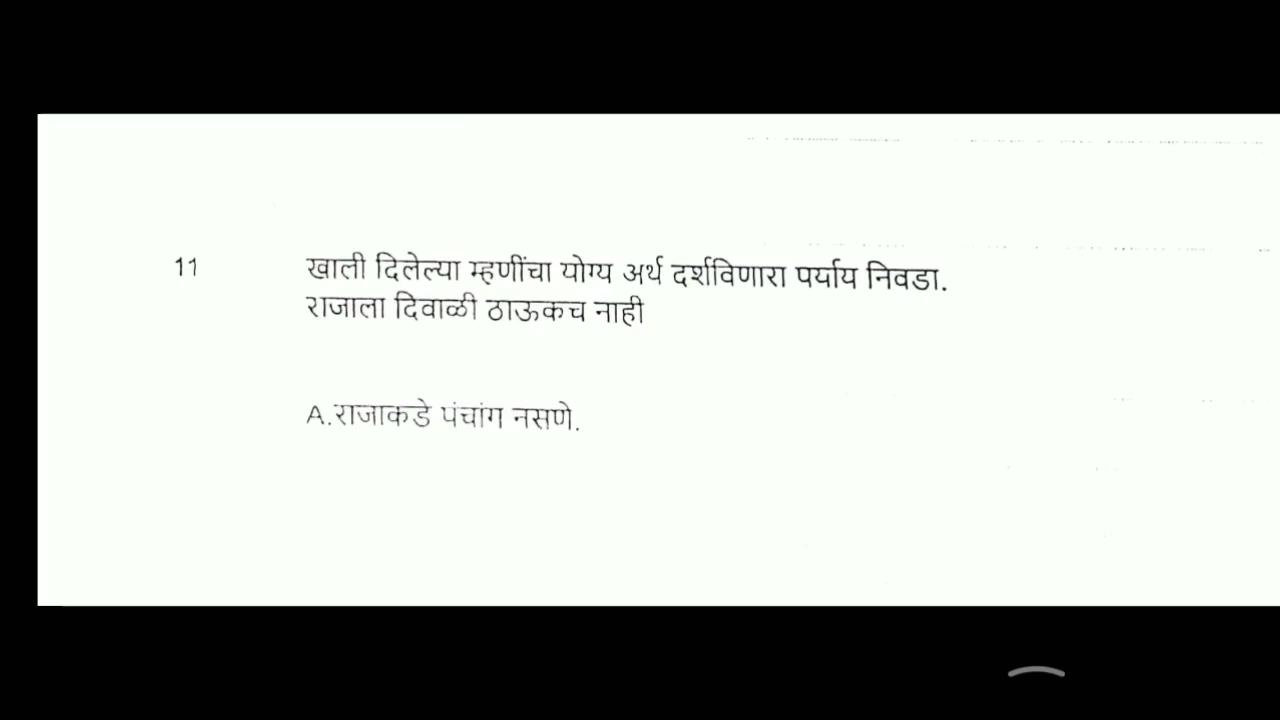 11 खाली दिलेल्या म्हणींचा योग्य अर्थ दर्शविणारा पर्याय निवडा.
राजाला दिवाळी ठाऊकच नाही
A.राजाकडे पंचांग नसणे.